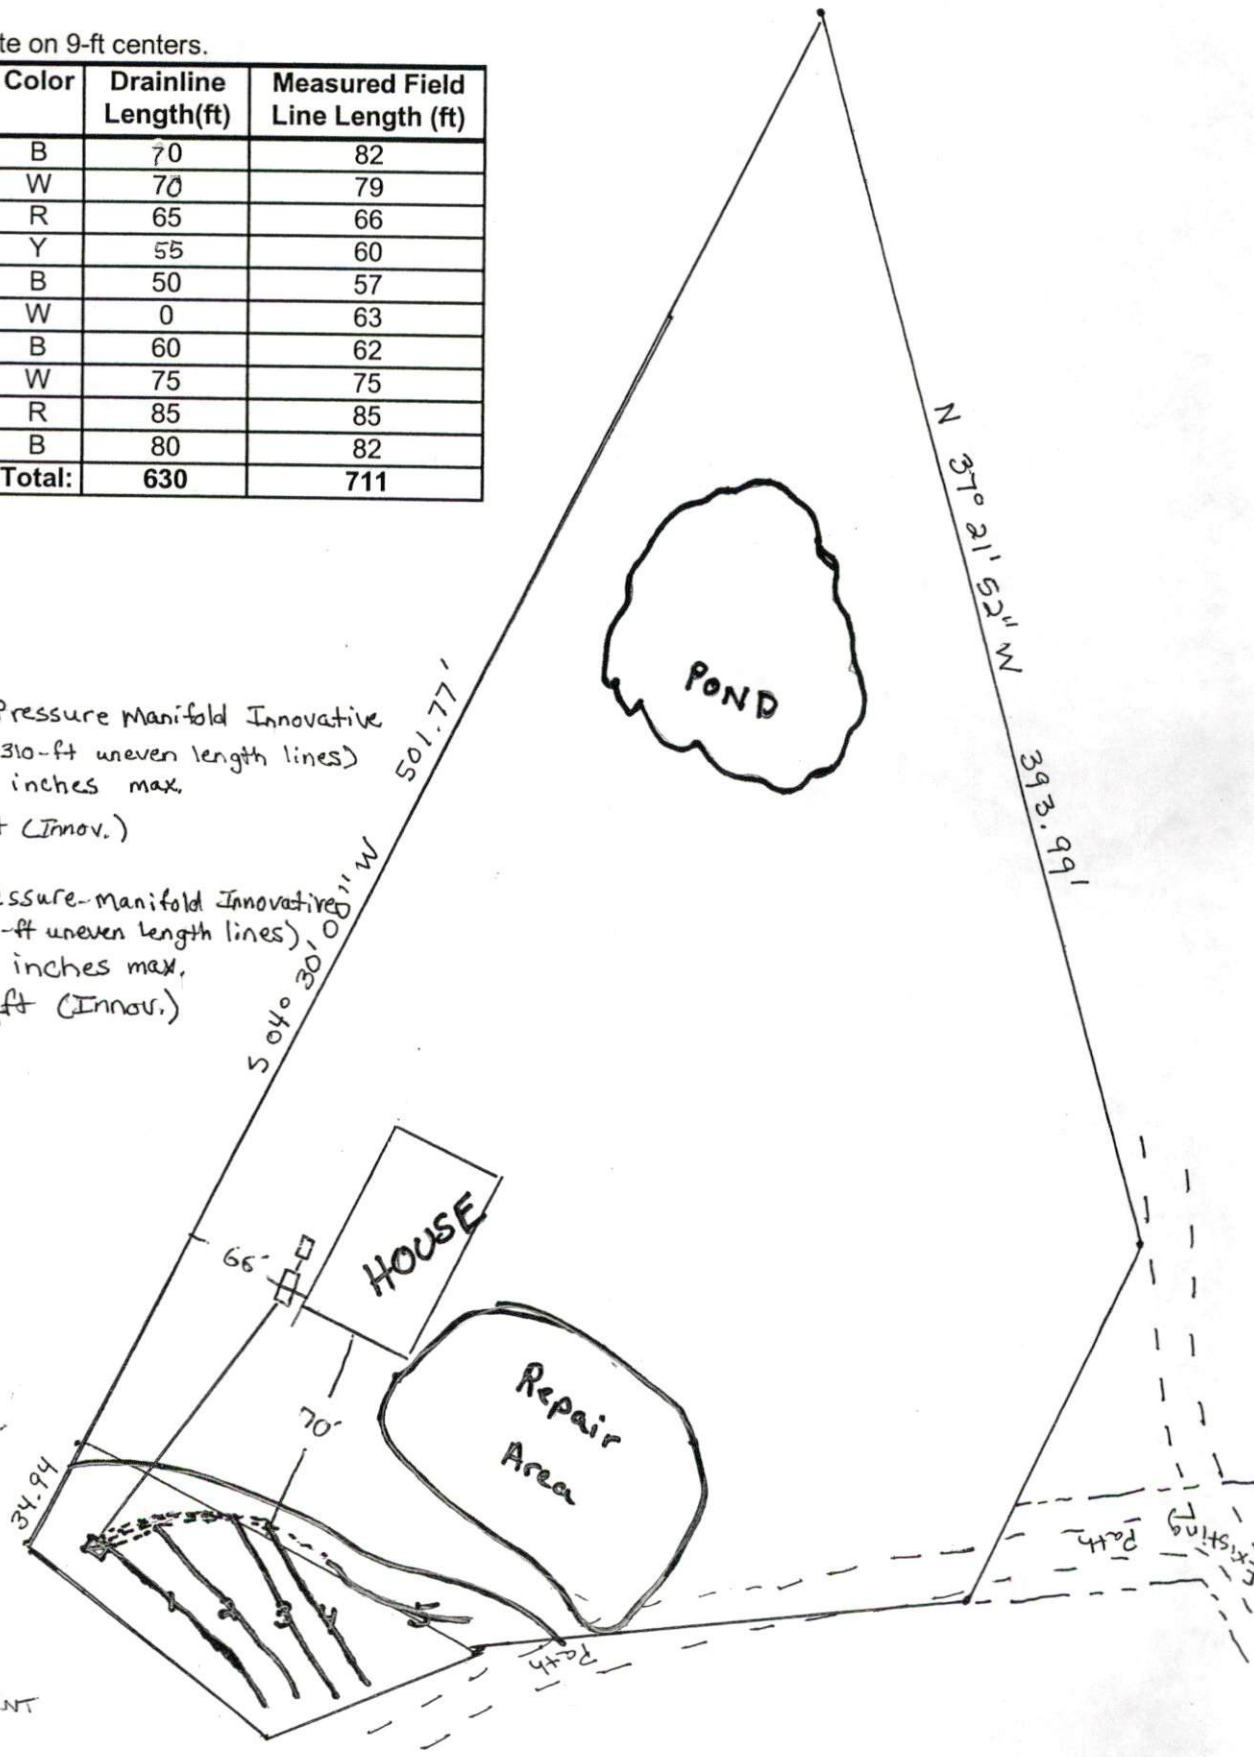 te on 9-ft centers.
Color Drainline Length(ft) Measured Field Line Length (ft)
B 70 82
W 70 79
R 65 66
Y 55 60
B 50 57
W 0 63
B 60 62
W 75 75
R 85 85
B 80 82
Total: 630 711
N 37° 21' 52" W
393.99'
Pressure Manifold Innovative
310-ft uneven length lines)
inches max.
(Innov.)
ssure-manifold Innovative
-ft uneven length lines)
inches max.
ft (Innov.)
501.77'
S 04° 30' 00" W
POND
HOUSE
66'
70'
Repair
Area
34.94
1
2
3
4
5
Path
Existing
Path
NT